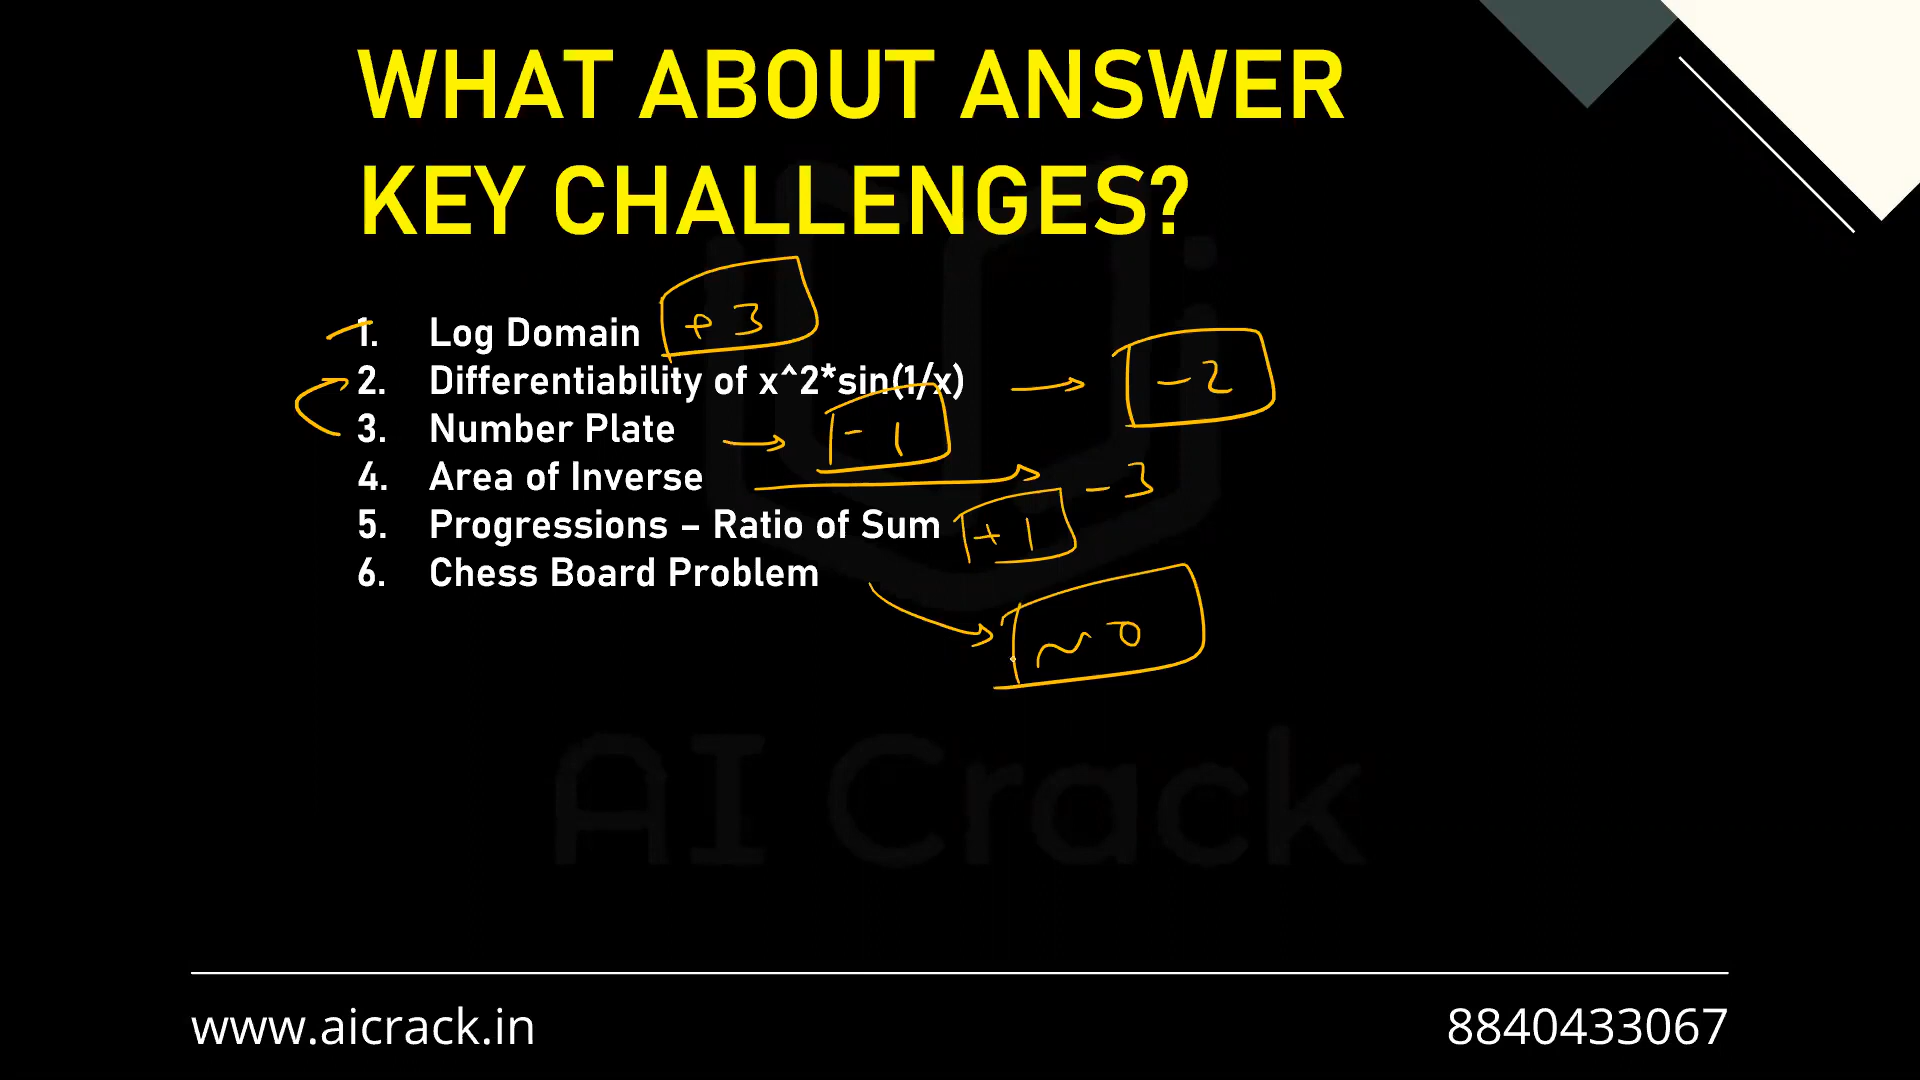 WHAT ABOUT ANSWER
KEY CHALLENGES?
1. Log Domain +3
2. Differentiability of x^2*sin(1/x) -2
3. Number Plate -1
4. Area of Inverse -3
5. Progressions – Ratio of Sum +1
6. Chess Board Problem
~0
AI Crack
www.aicrack.in 8840433067